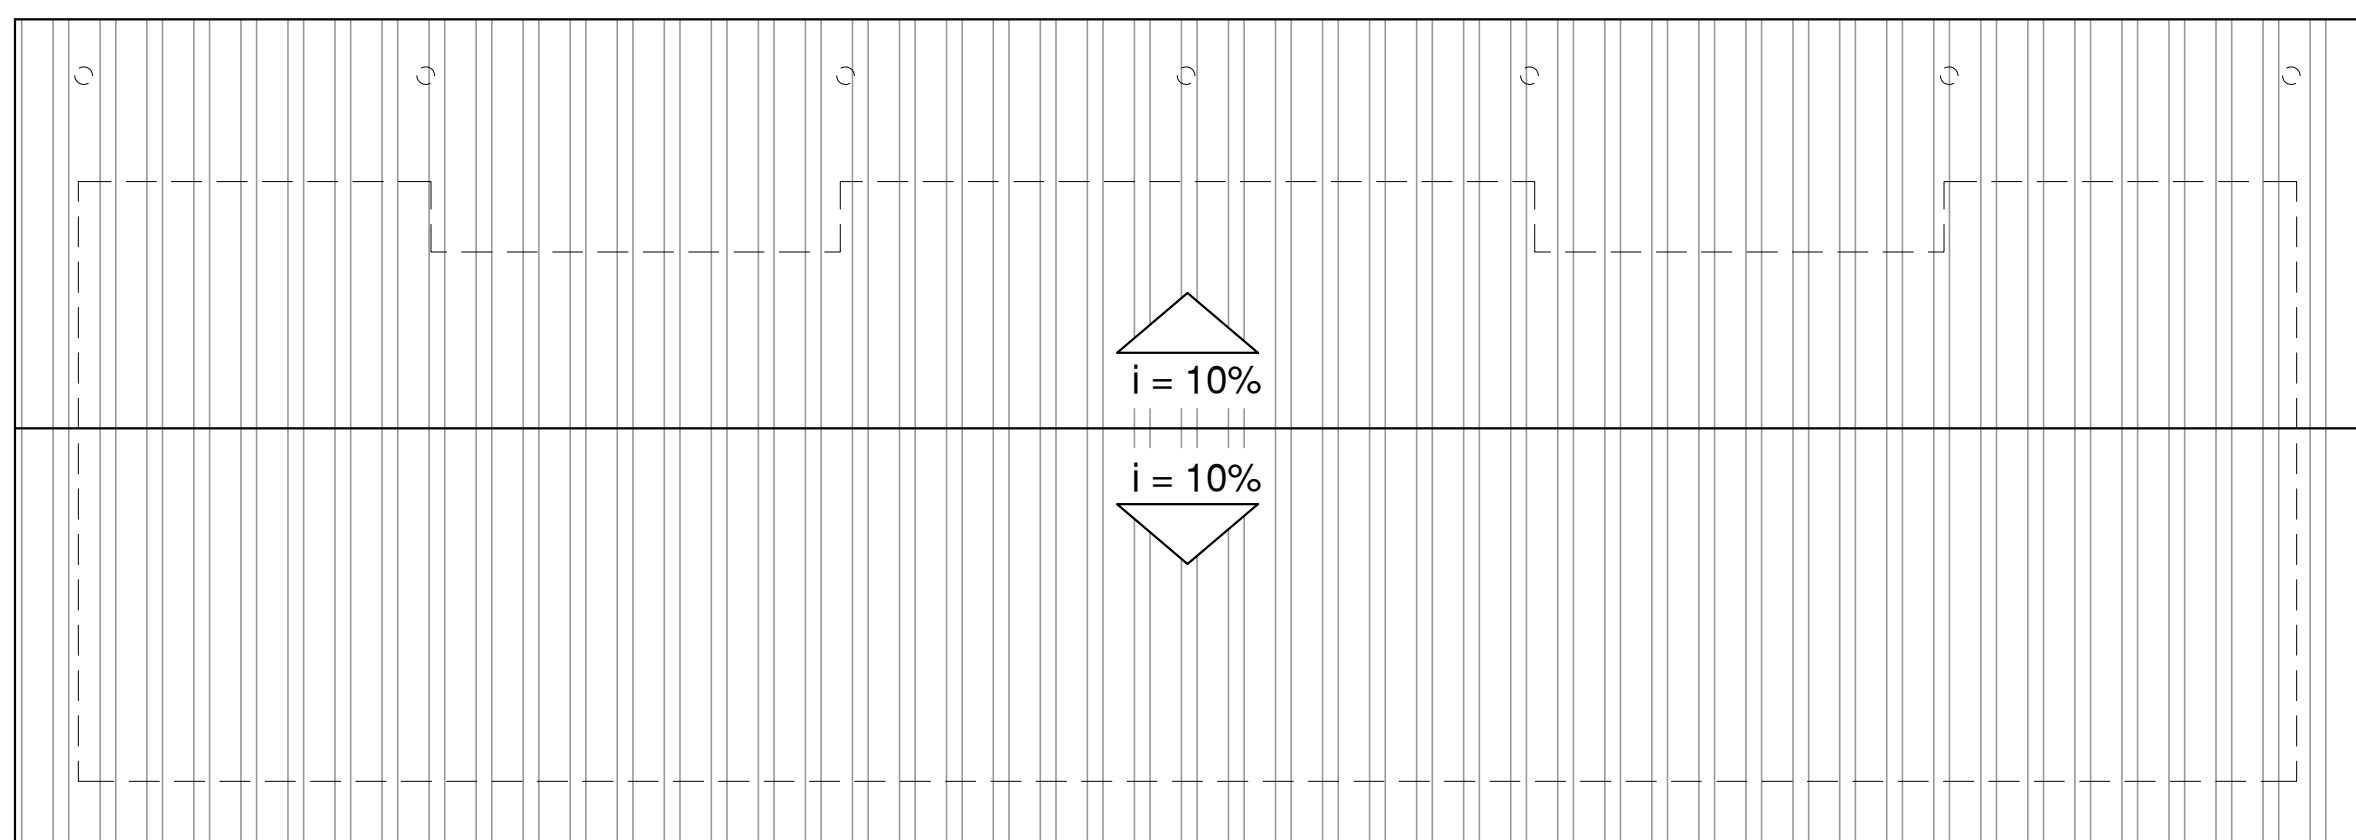 i = 10%
i = 10%